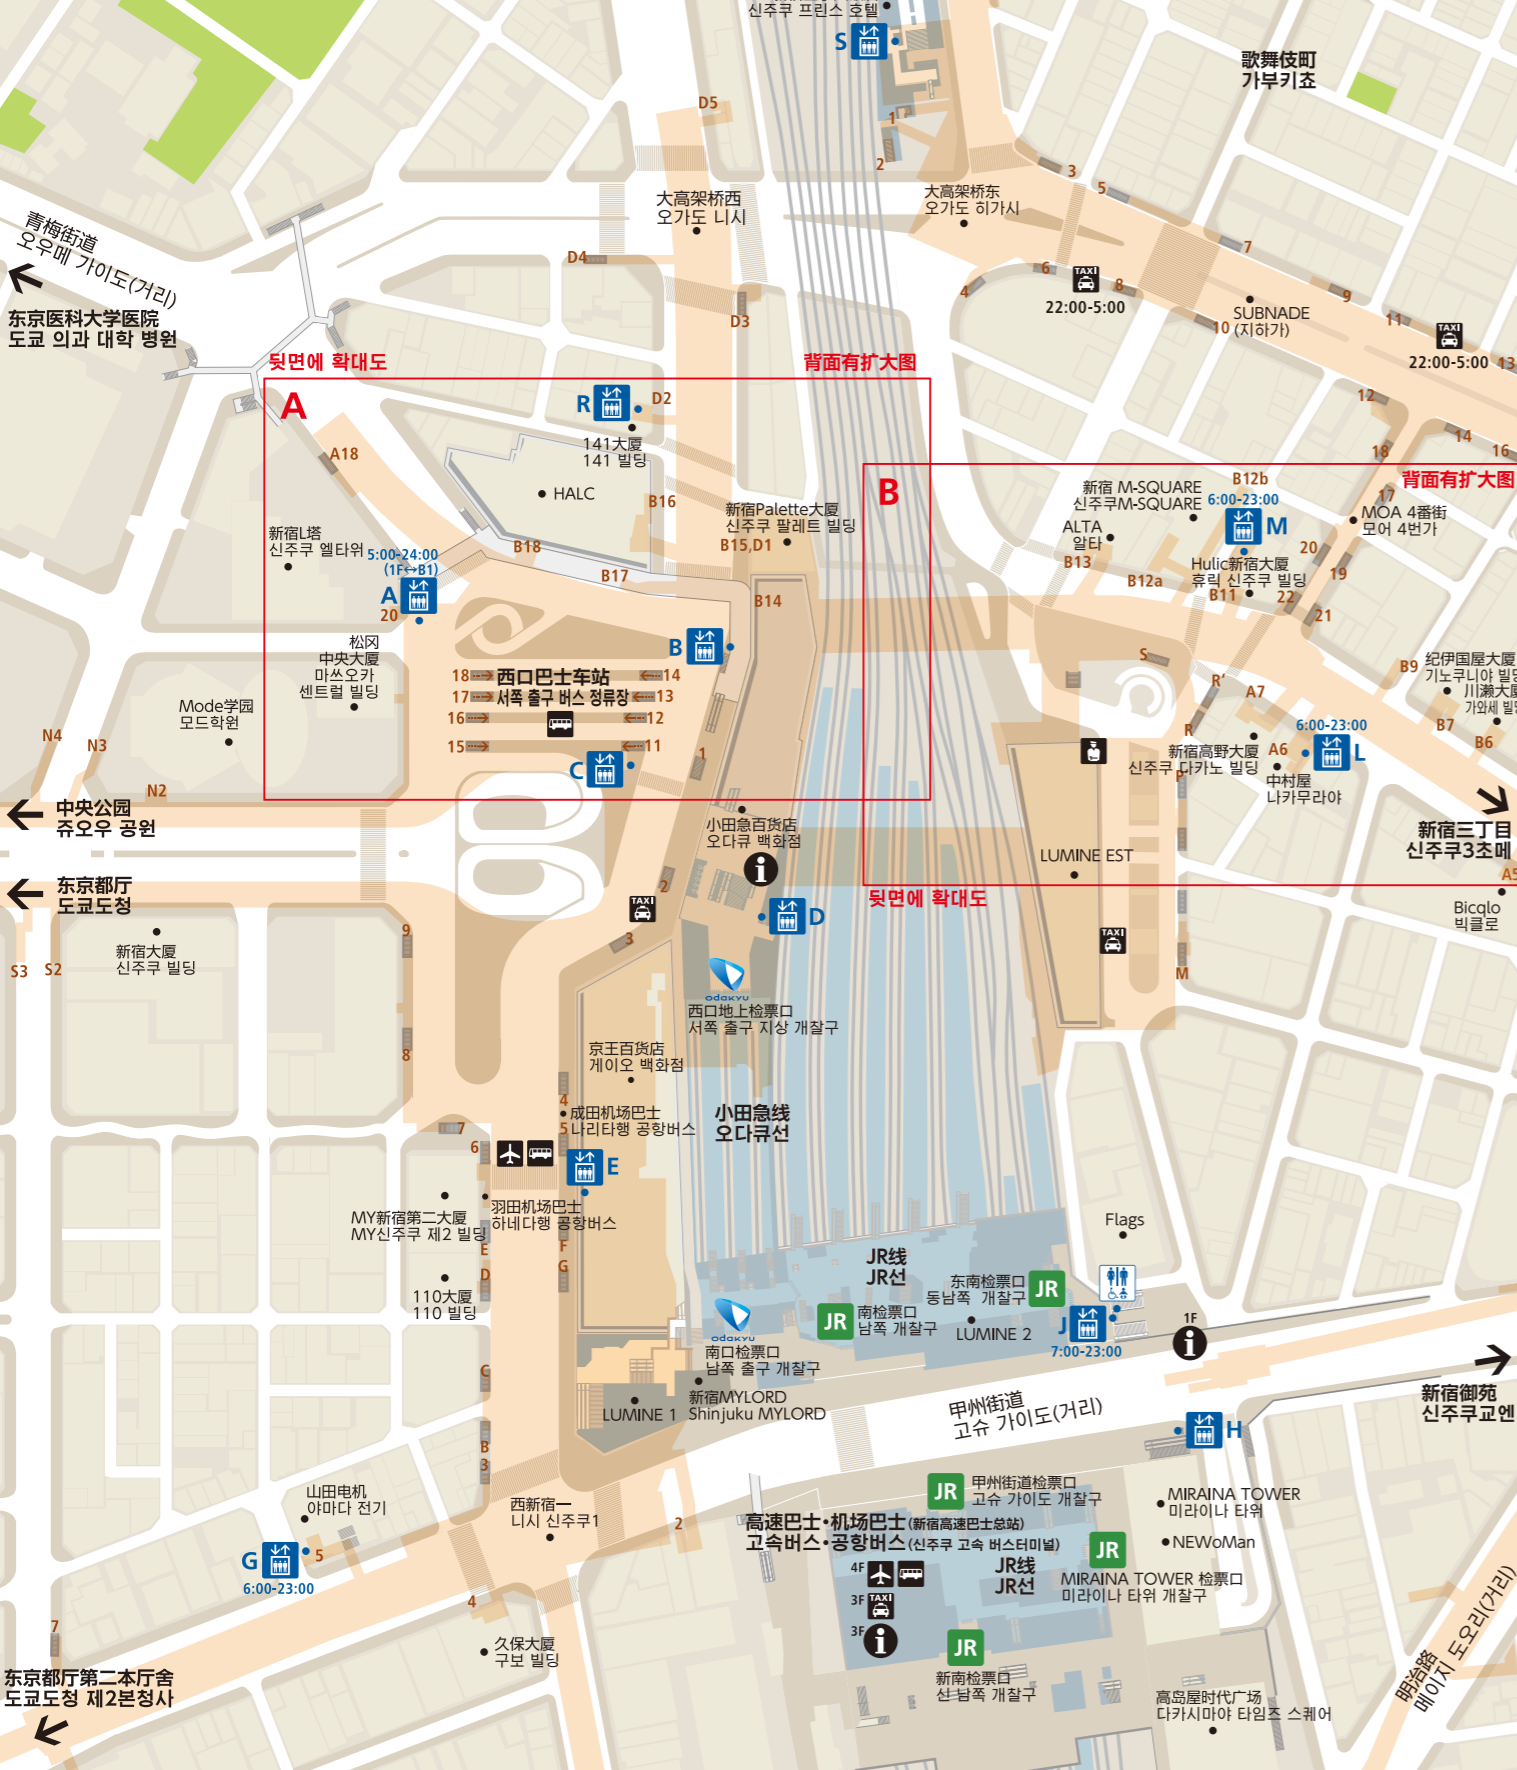 신주쿠 프린스 호텔
S
歌舞伎町
가부키쵸
D5
1
2
3
5
大高架桥西
오가도 니시
大高架桥东
오가도 히가시
青梅街道
오우메 가이도(거리)
D4
D3
4
6
TAXI
8
22:00-5:00
7
9
SUBNADE
(지하가)
10
11
TAXI
22:00-5:00
13
东京医科大学医院
도쿄 의과 대학 병원
뒷면에 확대도
背面有扩大图
A
R
D2
141大厦
141 빌딩
12
14
16
18
A18
HALC
B16
B
背面有扩大图
新宿 M-SQUARE
신주쿠M-SQUARE
B12b
6:00-23:00
M
17
MOA 4番街
모어 4번가
新宿Palette大厦
신주쿠 팔레트 빌딩
B15,D1
ALTA
알타
B13
B12a
20
19
Hulic新宿大厦
휴릭 신주쿠 빌딩
B11
22
21
新宿L塔
신주쿠 엘타워
5:00-24:00
(1F↔B1)
A
20
B18
B17
B14
松冈
中央大厦
마쓰오카
센트럴 빌딩
B
18
西口巴士车站
14
17
서쪽 출구 버스 정류장
13
16
12
15
11
C
1
Mode学园
모드학원
N4
N3
N2
S
R'
A7
R
B9
纪伊国屋大厦
기노쿠니야 빌딩
川濑大厦
가와세 빌딩
B7
B6
6:00-23:00
L
新宿高野大厦
신주쿠 다카노 빌딩
A6
中村屋
나카무라야
P
中央公园
쥬오우 공원
小田急百货店
오다큐 백화점
新宿三丁目
신주쿠3쵸메
LUMINE EST
뒷면에 확대도
A5
Bicqlo
빅클로
东京都厅
도쿄도청
2
TAXI
3
D
TAXI
M
9
新宿大厦
신주쿠 빌딩
S3
S2
odakyu
西口地上检票口
서쪽 출구 지상 개찰구
8
京王百货店
게이오 백화점
4
成田机场巴士
5
나리타행 공항버스
小田急线
오다큐선
7
6
E
MY新宿第二大厦
MY신주쿠 제2 빌딩
羽田机场巴士
하네다행 공항버스
E
F
D
G
110大厦
110 빌딩
Flags
JR线
JR선
东南检票口
동남쪽 개찰구
JR
JR
南检票口
남쪽 개찰구
LUMINE 2
J
7:00-23:00
1F
odakyu
南口检票口
남쪽 출구 개찰구
C
LUMINE 1
新宿MYLORD
Shinjuku MYLORD
甲州街道
고슈 가이도(거리)
新宿御苑
신주쿠교엔
H
B
3
山田电机
야마다 전기
西新宿一
니시 신주쿠1
2
G
5
6:00-23:00
JR
甲州街道检票口
고슈 가이도 개찰구
MIRAINA TOWER
미라이나 타워
NEWoMan
高速巴士・机场巴士(新宿高速巴士总站)
고속버스・공항버스(신주쿠 고속 버스터미널)
4F
JR线
JR선
JR
MIRAINA TOWER 检票口
미라이나 타워 개찰구
3F
TAXI
3F
JR
新南检票口
신 남쪽 개찰구
4
7
久保大厦
구보 빌딩
东京都厅第二本厅舍
도쿄도청 제2본청사
高岛屋时代广场
다카시마야 타임즈 스퀘어
明治路
메이지 도오리(거리)